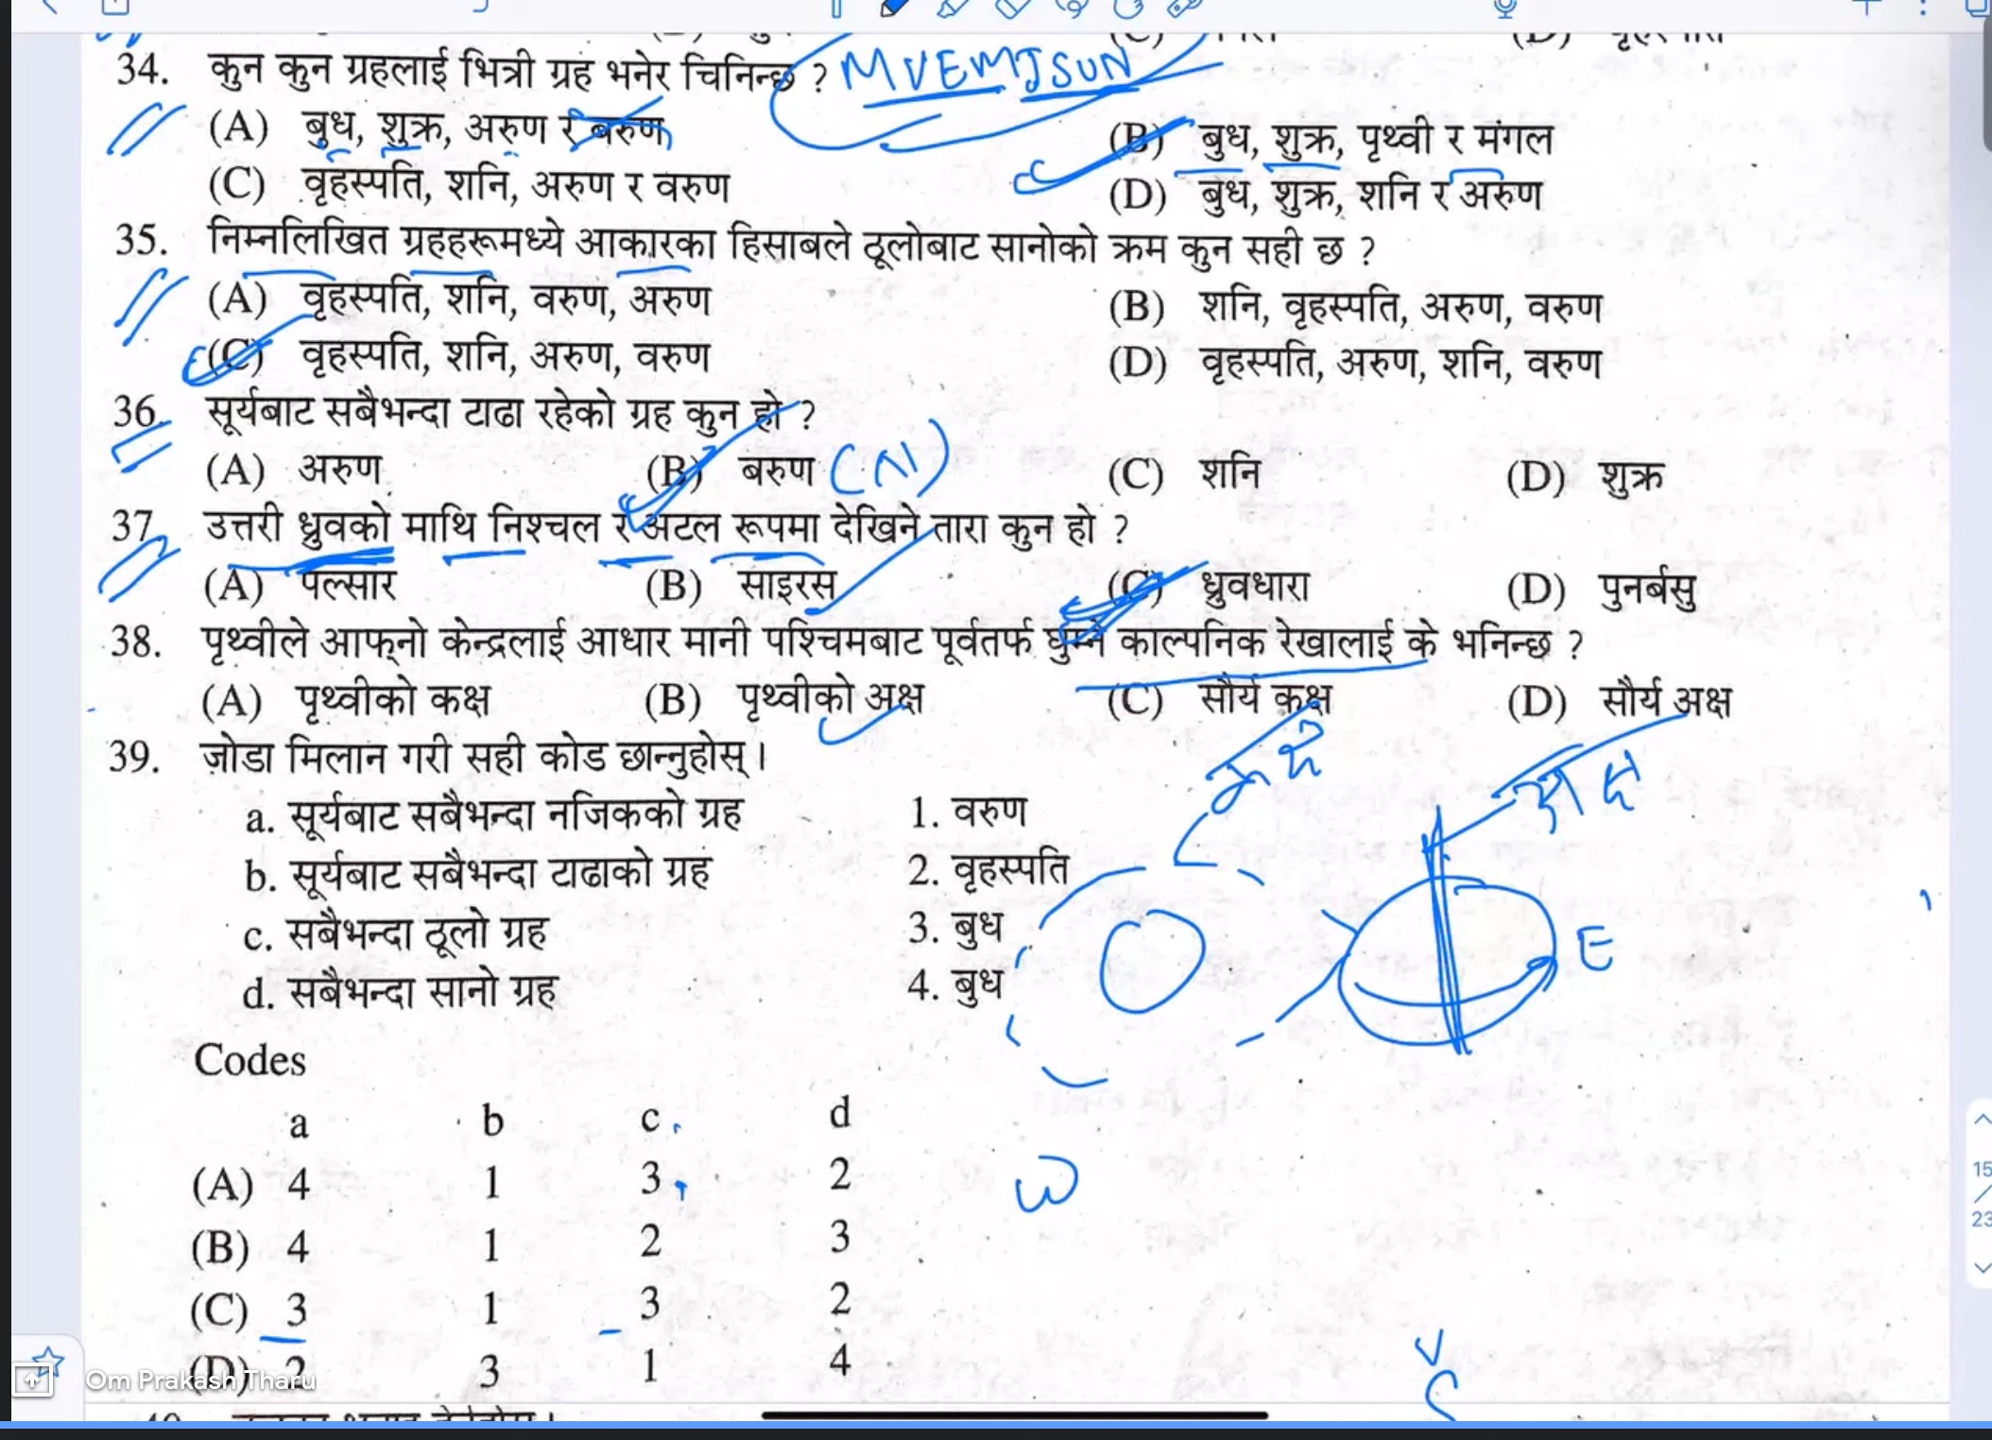 34. कुन कुन ग्रहलाई भित्री ग्रह भनेर चिनिन्छ ? MVEMJSUN
(A) बुध, शुक्र, अरुण र बरुण (B) बुध, शुक्र, पृथ्वी र मंगल
(C) वृहस्पति, शनि, अरुण र वरुण (D) बुध, शुक्र, शनि र अरुण
35. निम्नलिखित ग्रहहरूमध्ये आकारका हिसाबले ठूलोबाट सानोको क्रम कुन सही छ ?
(A) वृहस्पति, शनि, वरुण, अरुण (B) शनि, वृहस्पति, अरुण, वरुण
(C) वृहस्पति, शनि, अरुण, वरुण (D) वृहस्पति, अरुण, शनि, वरुण
36. सूर्यबाट सबैभन्दा टाढा रहेको ग्रह कुन हो ?
(A) अरुण (B) बरुण (N) (C) शनि (D) शुक्र
37. उत्तरी ध्रुवको माथि निश्चल र अटल रूपमा देखिने तारा कुन हो ?
(A) पल्सार (B) साइरस (C) ध्रुवधारा (D) पुनर्बसु
38. पृथ्वीले आफ्नो केन्द्रलाई आधार मानी पश्चिमबाट पूर्वतर्फ घुम्ने काल्पनिक रेखालाई के भनिन्छ ?
(A) पृथ्वीको कक्ष (B) पृथ्वीको अक्ष (C) सौर्य कक्ष (D) सौर्य अक्ष
39. जोडा मिलान गरी सही कोड छान्नुहोस् ।
a. सूर्यबाट सबैभन्दा नजिकको ग्रह 1. वरुण
b. सूर्यबाट सबैभन्दा टाढाको ग्रह 2. वृहस्पति
c. सबैभन्दा ठूलो ग्रह 3. बुध
E
d. सबैभन्दा सानो ग्रह 4. बुध
Codes
a b c d
(A) 4 1 3 2
W
(B) 4 1 2 3
(C) 3 1 3 2
(D) 2 3 1 4
Om Prakash Tharu
15
23